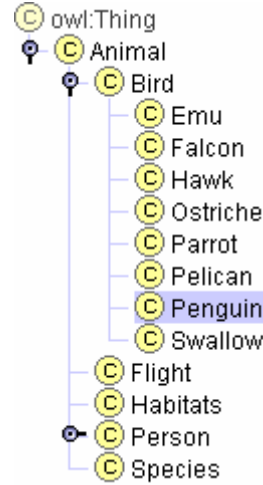 C owl:Thing
C Animal
C Bird
C Emu
C Falcon
C Hawk
C Ostriche
C Parrot
C Pelican
C Penguin
C Swallow
C Flight
C Habitats
C Person
C Species